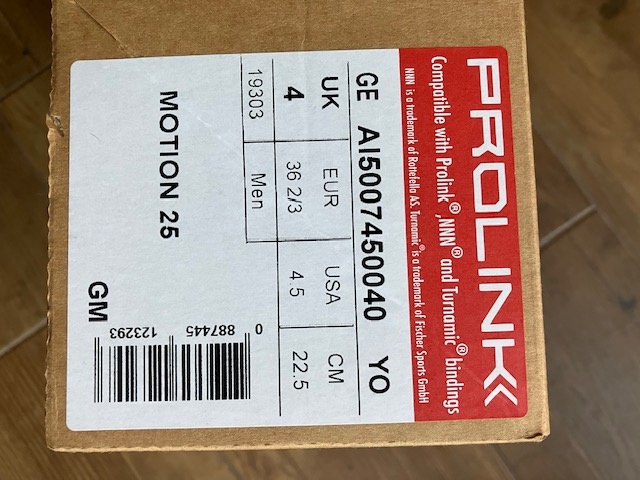 PROLINK
Compatible with Prolink®, NNN® and Turnamic® bindings
NNN is a trademark of Rottefella AS. Turnamic® is a trademark of Fischer Sports GmbH
GE AI5007450040 YO
UK EUR USA CM
4 36 2/3 4.5 22.5
19303 Men
MOTION 25
0 887445 123293
GM